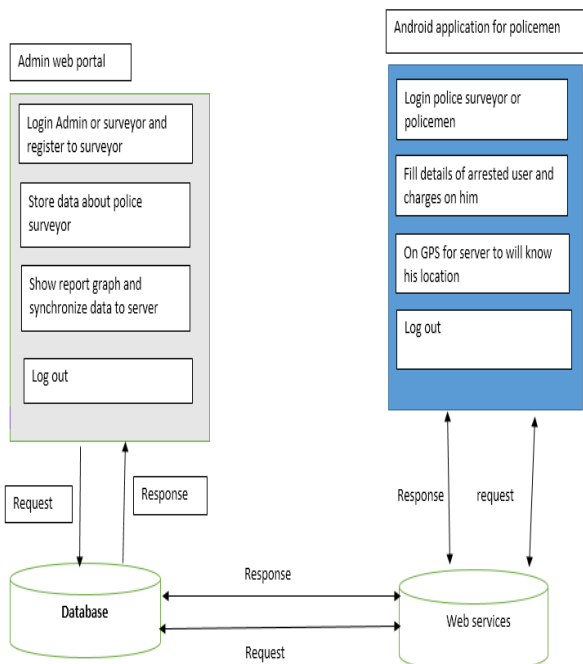 Admin web portal
Login Admin or surveyor and
register to surveyor
Store data about police
surveyor
Show report graph and
synchronize data to server
Log out
Request
Response
Database
Android application for policemen
Login police surveyor or
policemen
Fill details of arrested user and
charges on him
On GPS for server to will know
his location
Log out
Response
request
Response
Request
Web services